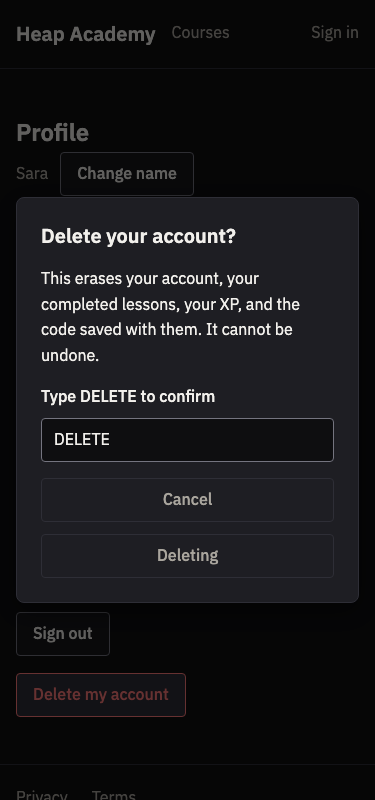 Heap Academy Courses Sign in
Profile
Sara Change name
Delete your account?
This erases your account, your
completed lessons, your XP, and the
code saved with them. It cannot be
undone.
Type DELETE to confirm
DELETE
Cancel
Deleting
Sign out
Delete my account
Privacy Terms